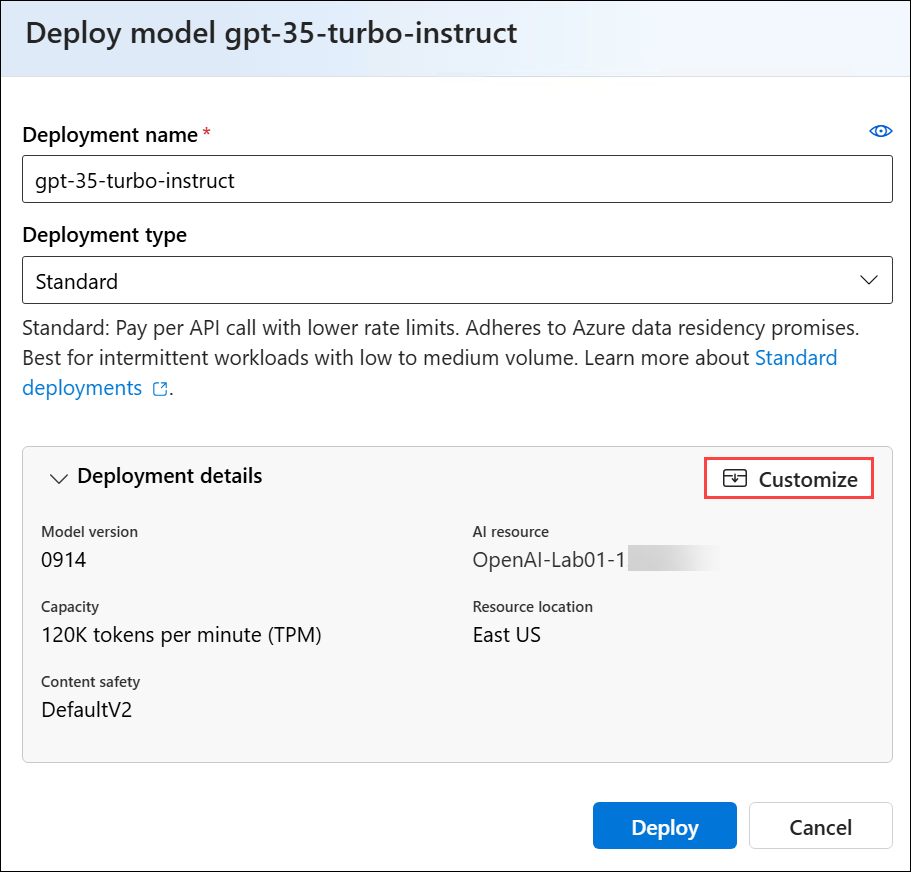 Deploy model gpt-35-turbo-instruct
Deployment name *
gpt-35-turbo-instruct
Deployment type
Standard
Standard: Pay per API call with lower rate limits. Adheres to Azure data residency promises.
Best for intermittent workloads with low to medium volume. Learn more about Standard
deployments.
Deployment details
Customize
Model version
AI resource
0914
OpenAI-Lab01-1
Capacity
Resource location
120K tokens per minute (TPM)
East US
Content safety
DefaultV2
Deploy
Cancel